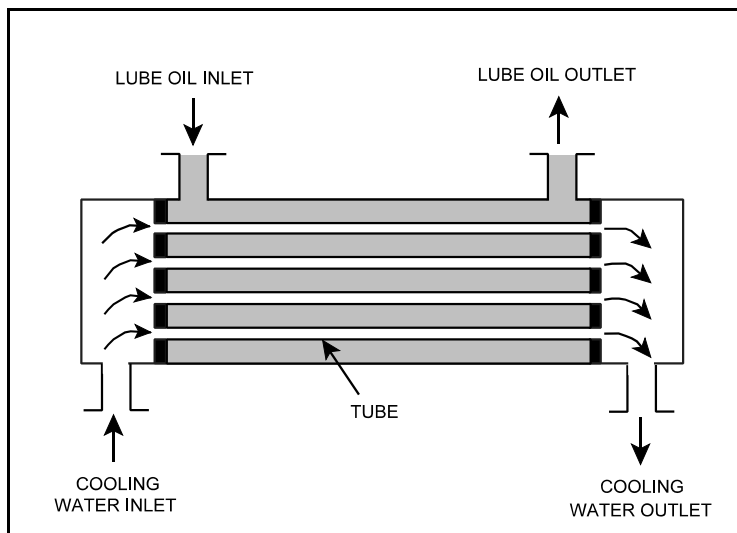 LUBE OIL INLET
LUBE OIL OUTLET
TUBE
COOLING
WATER INLET
COOLING
WATER OUTLET